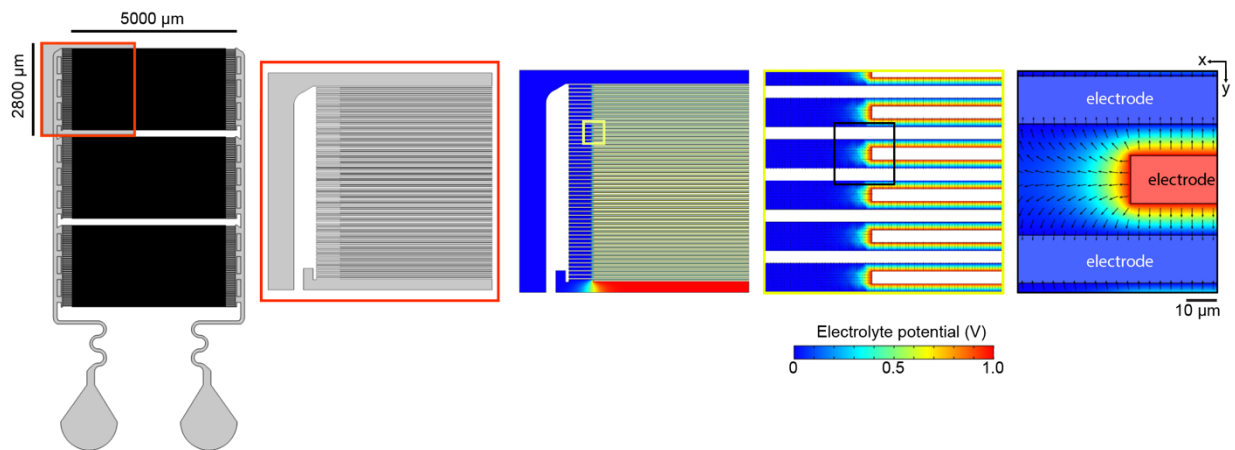 5000 µm
2800 µm
x
y
electrode
electrode
electrode
10 µm
Electrolyte potential (V)
0 0.5 1.0